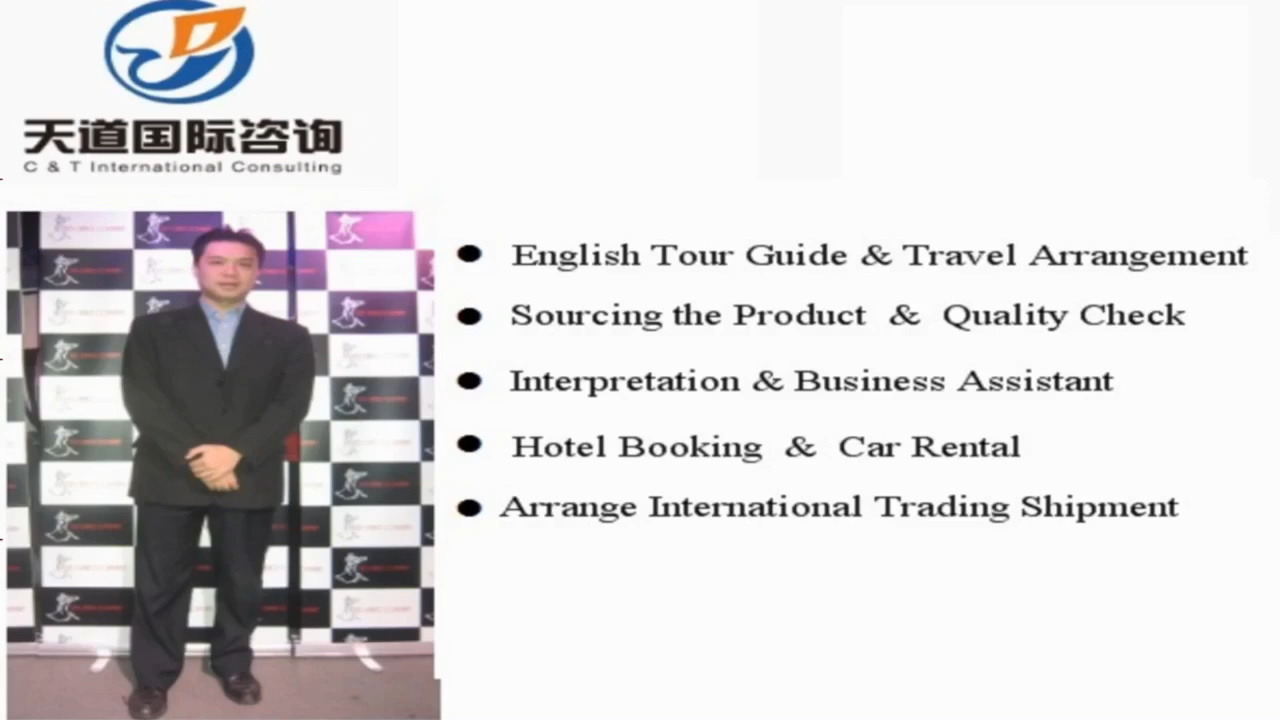 天道国际咨询
C & T International Consulting
English Tour Guide & Travel Arrangement
Sourcing the Product & Quality Check
Interpretation & Business Assistant
Hotel Booking & Car Rental
Arrange International Trading Shipment